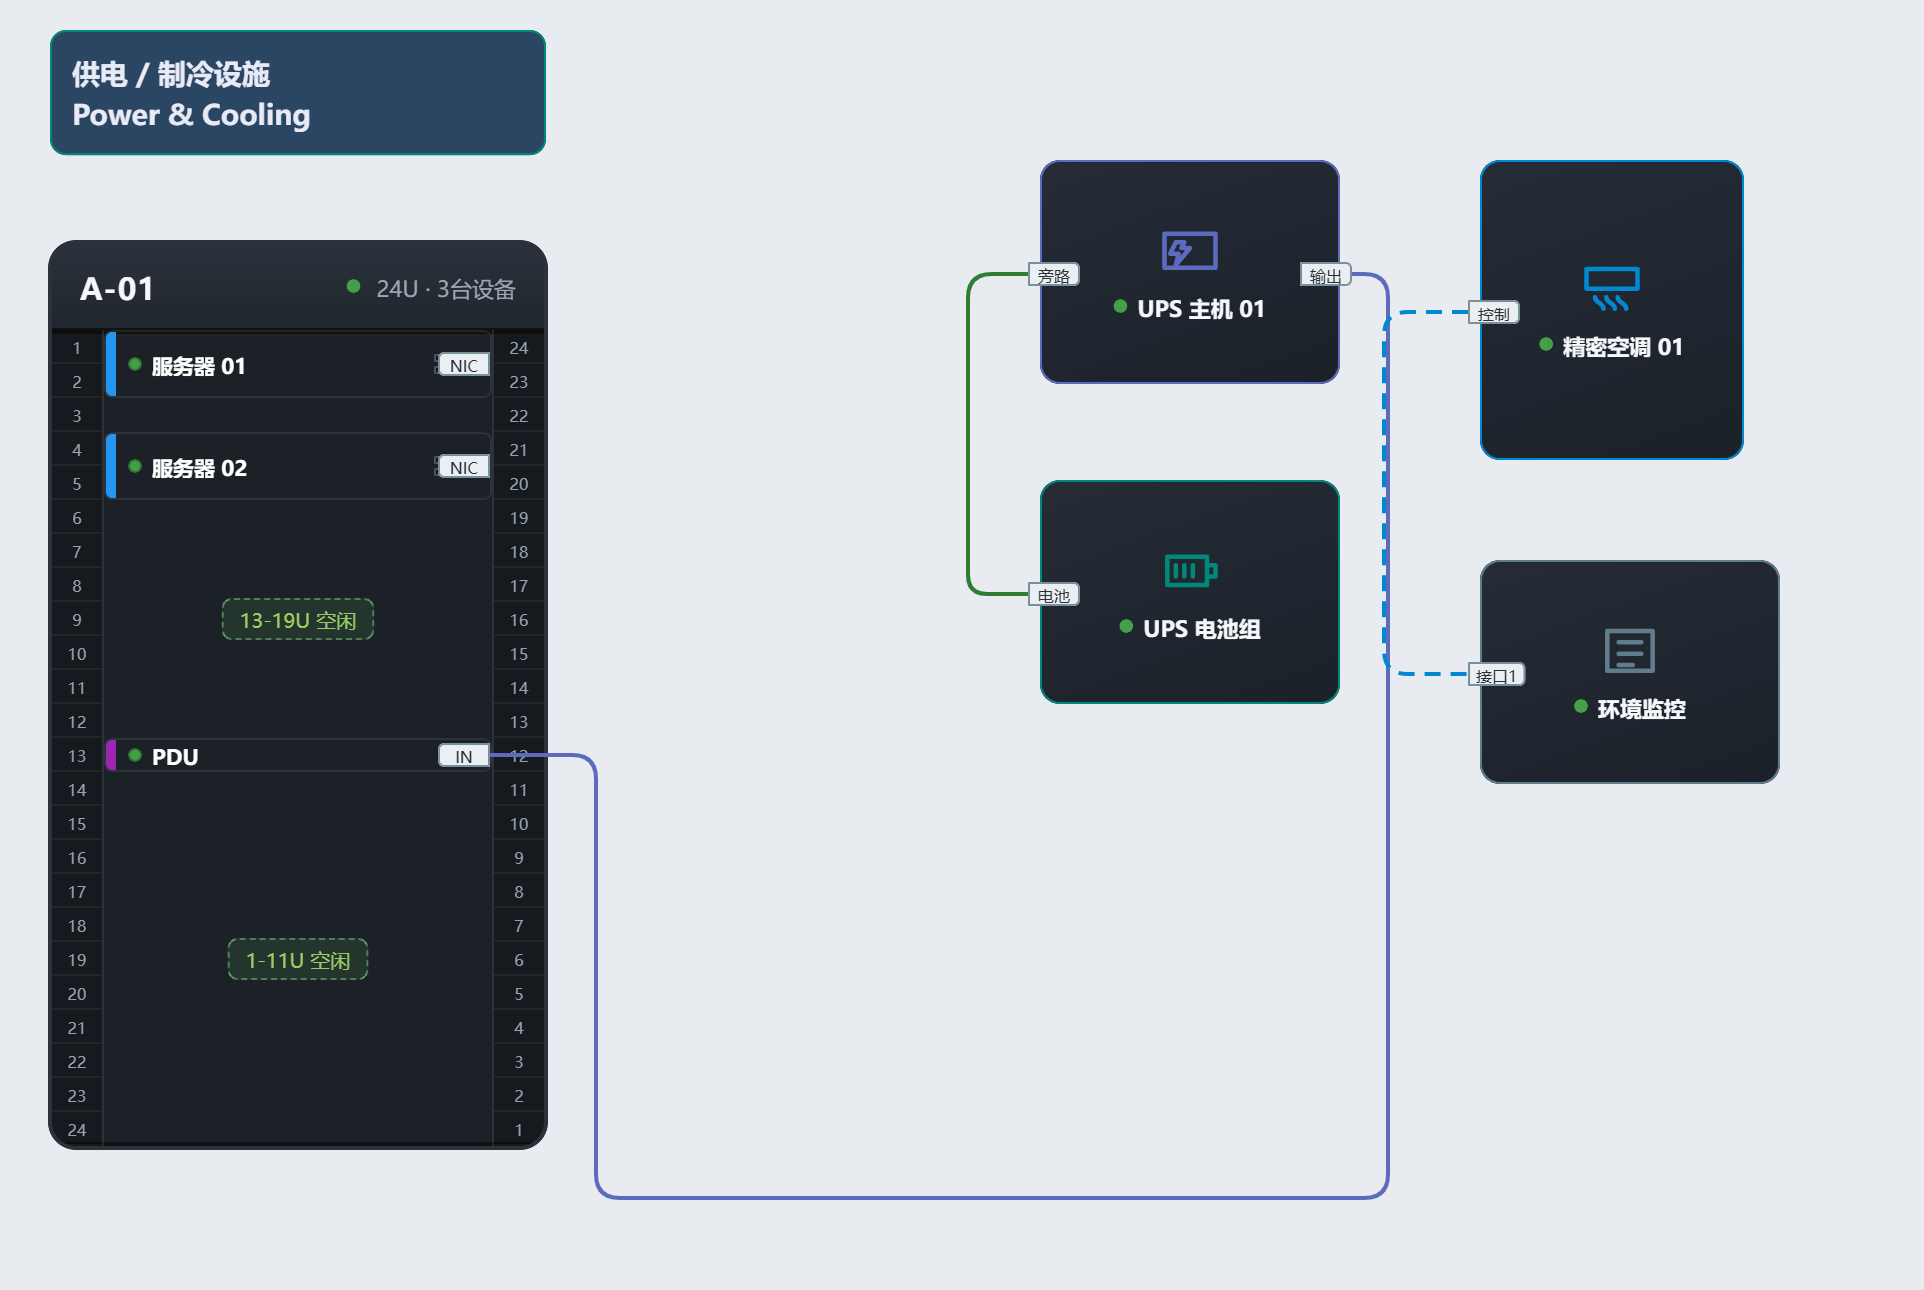 供电 / 制冷设施
Power & Cooling
A-01
24U · 3台设备
1
服务器 01
NIC
24
2
23
3
22
4
服务器 02
NIC
21
5
20
6
19
7
18
8
17
9
13-19U 空闲
16
10
15
11
14
12
13
13
PDU
IN
12
14
11
15
10
16
9
17
8
18
7
19
1-11U 空闲
6
20
5
21
4
22
3
23
2
24
1
旁路
输出
UPS 主机 01
控制
精密空调 01
电池
UPS 电池组
接口1
环境监控